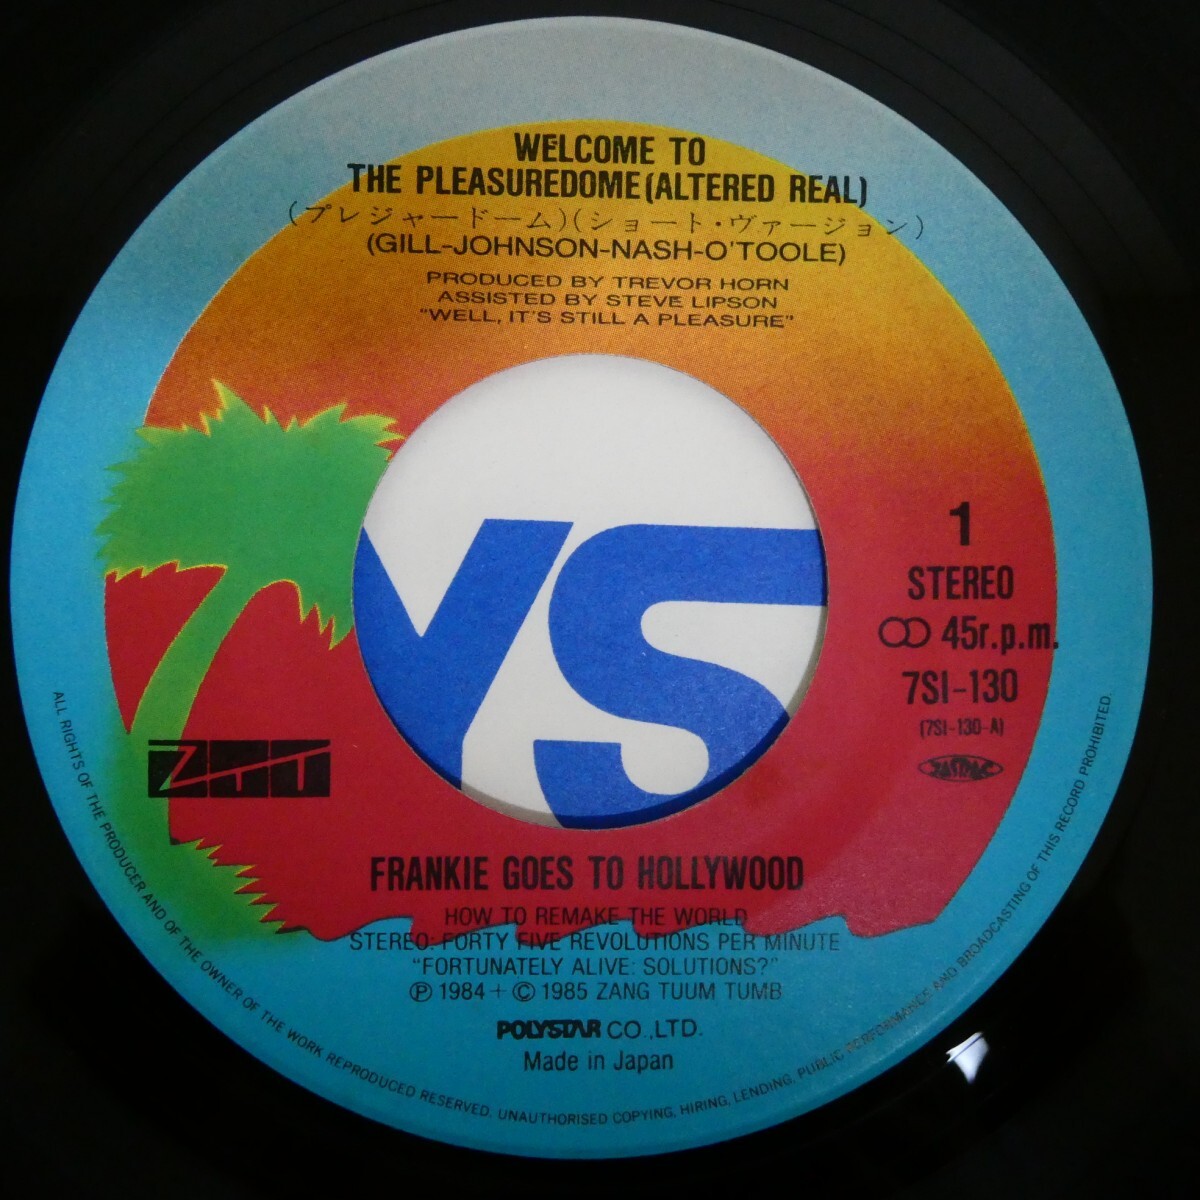 WELCOME TO
THE PLEASUREDOME (ALTERED REAL)
(プレジャードーム)(ショート・ヴァージョン)
(GILL-JOHNSON-NASH-O'TOOLE)
PRODUCED BY TREVOR HORN
ASSISTED BY STEVE LIPSON
"WELL, IT'S STILL A PLEASURE"
1
STEREO
45r.p.m.
7SI-130
(7SI-130-A)
YS
FRANKIE GOES TO HOLLYWOOD
HOW TO REMAKE THE WORLD
STEREO: FORTY FIVE REVOLUTIONS PER MINUTE
"FORTUNATELY ALIVE: SOLUTIONS?"
Ⓟ 1984 + © 1985 ZANG TUUM TUMB
POLYSTAR CO., LTD.
Made in Japan
ALL RIGHTS OF THE PRODUCER AND OF THE OWNER OF THE WORK REPRODUCED RESERVED. UNAUTHORISED COPYING, HIRING, LENDING, PUBLIC PERFORMANCE AND BROADCASTING OF THIS RECORD PROHIBITED.